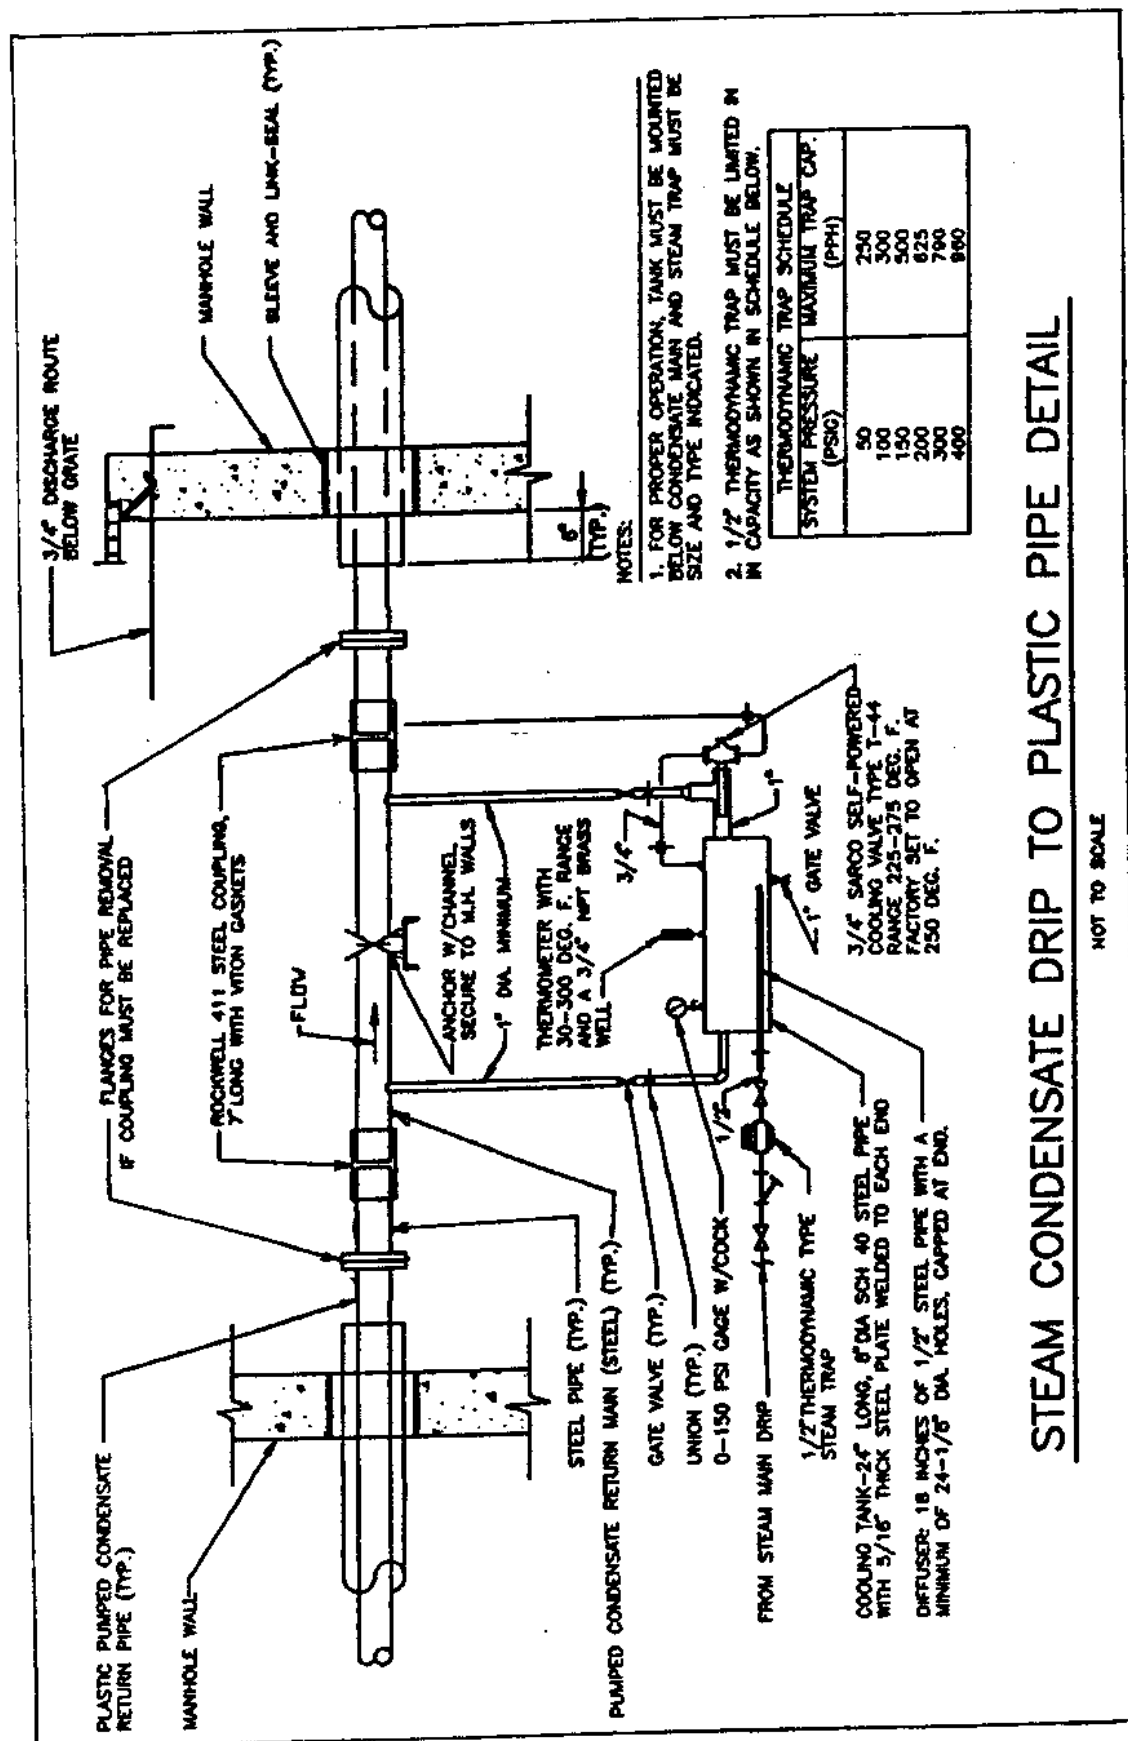 PLASTIC PUMPED CONDENSATE
RETURN PIPE (TYP.)
MANHOLE WALL
FLANGES FOR PIPE REMOVAL
IF COUPLING MUST BE REPLACED
ROCKWELL 411 STEEL COUPLING,
7" LONG WITH VITON GASKETS
FLOW
3/4" DISCHARGE ROUTE
BELOW GRATE
MANHOLE WALL
SLEEVE AND LINK-SEAL (TYP.)
6"
(TYP.)
ANCHOR W/CHANNEL
SECURE TO M.H. WALLS
1" DIA. MINIMUM
THERMOMETER WITH
30-300 DEG. F. RANGE
AND A 3/4" NPT BRASS
WELL
3/4"
1"
1/2"
1" GATE VALVE
STEEL PIPE (TYP.)
PUMPED CONDENSATE RETURN MAIN (STEEL) (TYP.)
GATE VALVE (TYP.)
UNION (TYP.)
0-150 PSI GAGE W/COCK
FROM STEAM MAIN DRIP
1/2" THERMODYNAMIC TYPE
STEAM TRAP
COOLING TANK-24" LONG, 8" DIA SCH 40 STEEL PIPE
WITH 5/16" THICK STEEL PLATE WELDED TO EACH END
DIFFUSER: 18 INCHES OF 1/2" STEEL PIPE WITH A
MINIMUM OF 24-1/8" DIA. HOLES, CAPPED AT END.
3/4" SARCO SELF-POWERED
COOLING VALVE TYPE T-44
RANGE 225-275 DEG. F.
FACTORY SET TO OPEN AT
250 DEG. F.
NOTES:
1. FOR PROPER OPERATION, TANK MUST BE MOUNTED
BELOW CONDENSATE MAIN AND STEAM TRAP MUST BE
SIZE AND TYPE INDICATED.
2. 1/2" THERMODYNAMIC TRAP MUST BE LIMITED IN
IN CAPACITY AS SHOWN IN SCHEDULE BELOW.
THERMODYNAMIC TRAP SCHEDULE
SYSTEM PRESSURE MAXIMUM TRAP CAP.
(PSIG) (PPH)
50 250
100 300
150 500
200 625
300 790
400 960
STEAM CONDENSATE DRIP TO PLASTIC PIPE DETAIL
NOT TO SCALE